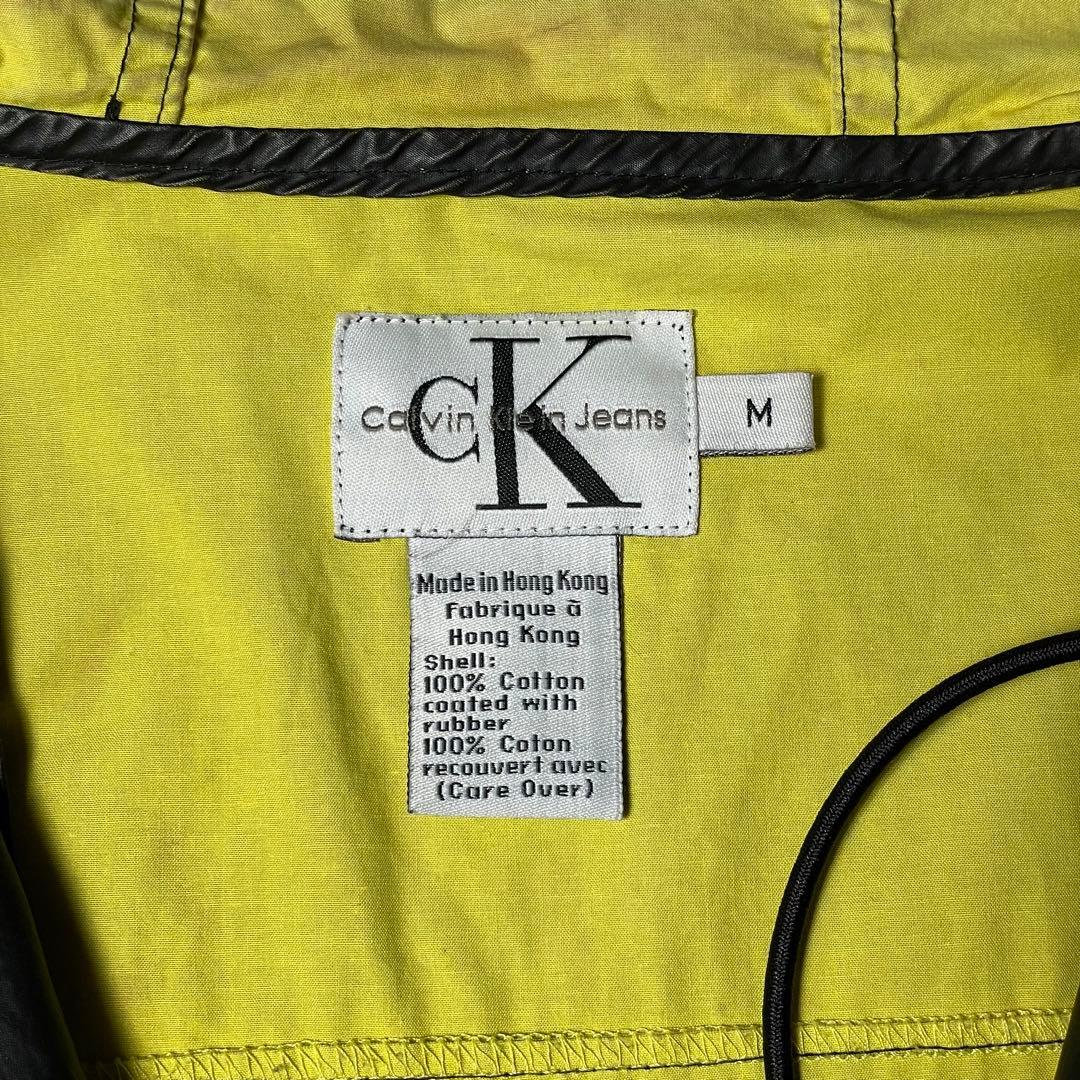 cK
Calvin Klein Jeans
M
Made in Hong Kong
Fabrique à
Hong Kong
Shell:
100% Cotton
coated with
rubber
100% Coton
recouvert avec
(Care Over)